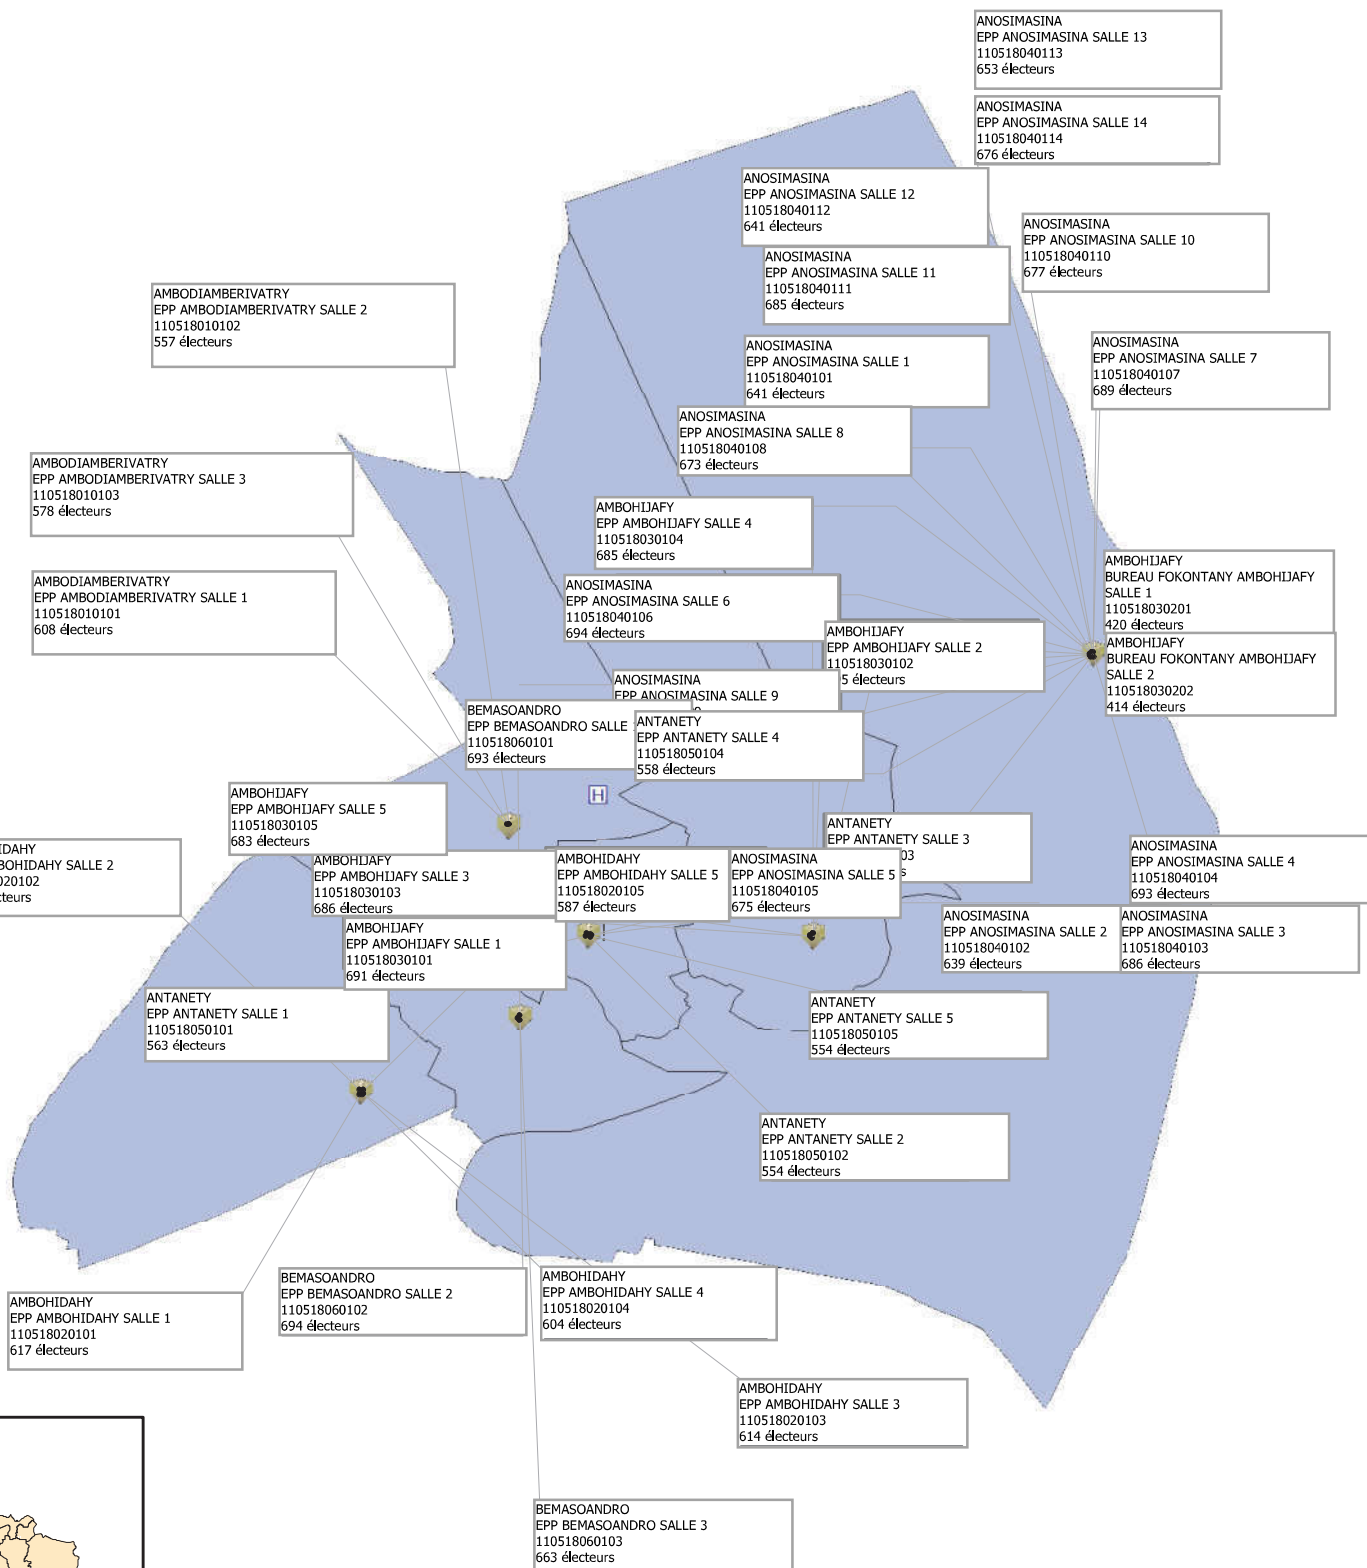 ANOSIMASINA
EPP ANOSIMASINA SALLE 13
110518040113
653 électeurs
ANOSIMASINA
EPP ANOSIMASINA SALLE 14
110518040114
676 électeurs
ANOSIMASINA
EPP ANOSIMASINA SALLE 12
110518040112
641 électeurs
ANOSIMASINA
EPP ANOSIMASINA SALLE 10
110518040110
677 électeurs
ANOSIMASINA
EPP ANOSIMASINA SALLE 11
110518040111
685 électeurs
AMBODIAMBERIVATRY
EPP AMBODIAMBERIVATRY SALLE 2
110518010102
557 électeurs
ANOSIMASINA
EPP ANOSIMASINA SALLE 1
110518040101
641 électeurs
ANOSIMASINA
EPP ANOSIMASINA SALLE 7
110518040107
689 électeurs
ANOSIMASINA
EPP ANOSIMASINA SALLE 8
110518040108
673 électeurs
AMBODIAMBERIVATRY
EPP AMBODIAMBERIVATRY SALLE 3
110518010103
578 électeurs
AMBOHIJAFY
EPP AMBOHIJAFY SALLE 4
110518030104
685 électeurs
AMBODIAMBERIVATRY
EPP AMBODIAMBERIVATRY SALLE 1
110518010101
608 électeurs
ANOSIMASINA
EPP ANOSIMASINA SALLE 6
110518040106
694 électeurs
AMBOHIJAFY
BUREAU FOKONTANY AMBOHIJAFY
SALLE 1
110518030201
420 électeurs
AMBOHIJAFY
EPP AMBOHIJAFY SALLE 2
110518030102
5 électeurs
AMBOHIJAFY
BUREAU FOKONTANY AMBOHIJAFY
SALLE 2
110518030202
414 électeurs
ANOSIMASINA
EPP ANOSIMASINA SALLE 9
BEMASOANDRO
EPP BEMASOANDRO SALLE
110518060101
693 électeurs
ANTANETY
EPP ANTANETY SALLE 4
110518050104
558 électeurs
H
AMBOHIJAFY
EPP AMBOHIJAFY SALLE 5
110518030105
683 électeurs
ANTANETY
EPP ANTANETY SALLE 3
03
s
IDAHY
BOHIDAHY SALLE 2
020102
cteurs
AMBOHIJAFY
EPP AMBOHIJAFY SALLE 3
110518030103
686 électeurs
AMBOHIDAHY
EPP AMBOHIDAHY SALLE 5
110518020105
587 électeurs
ANOSIMASINA
EPP ANOSIMASINA SALLE 5
110518040105
675 électeurs
ANOSIMASINA
EPP ANOSIMASINA SALLE 4
110518040104
693 électeurs
AMBOHIJAFY
EPP AMBOHIJAFY SALLE 1
110518030101
691 électeurs
ANOSIMASINA
EPP ANOSIMASINA SALLE 2
110518040102
639 électeurs
ANOSIMASINA
EPP ANOSIMASINA SALLE 3
110518040103
686 électeurs
ANTANETY
EPP ANTANETY SALLE 1
110518050101
563 électeurs
ANTANETY
EPP ANTANETY SALLE 5
110518050105
554 électeurs
ANTANETY
EPP ANTANETY SALLE 2
110518050102
554 électeurs
BEMASOANDRO
EPP BEMASOANDRO SALLE 2
110518060102
694 électeurs
AMBOHIDAHY
EPP AMBOHIDAHY SALLE 4
110518020104
604 électeurs
AMBOHIDAHY
EPP AMBOHIDAHY SALLE 1
110518020101
617 électeurs
AMBOHIDAHY
EPP AMBOHIDAHY SALLE 3
110518020103
614 électeurs
BEMASOANDRO
EPP BEMASOANDRO SALLE 3
110518060103
663 électeurs